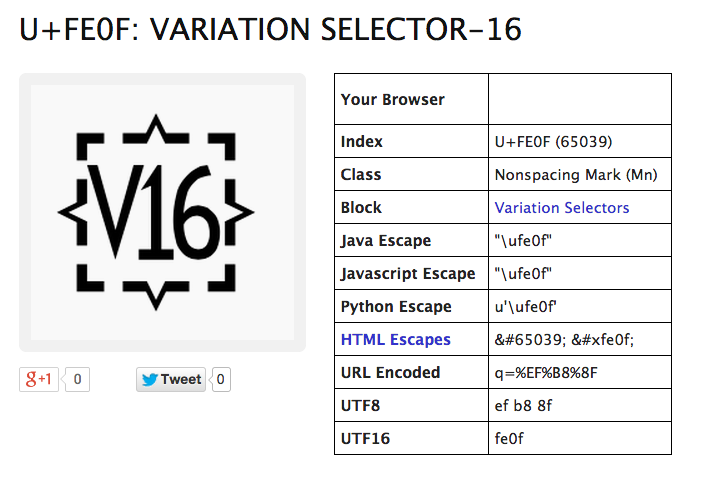 U+FE0F: VARIATION SELECTOR-16
V16
Your Browser
Index U+FE0F (65039)
Class Nonspacing Mark (Mn)
Block Variation Selectors
Java Escape "\ufe0f"
Javascript Escape "\ufe0f"
Python Escape u'\ufe0f'
HTML Escapes &#65039; &#xfe0f;
URL Encoded q=%EF%B8%8F
UTF8 ef b8 8f
UTF16 fe0f
g+1 0 Tweet 0